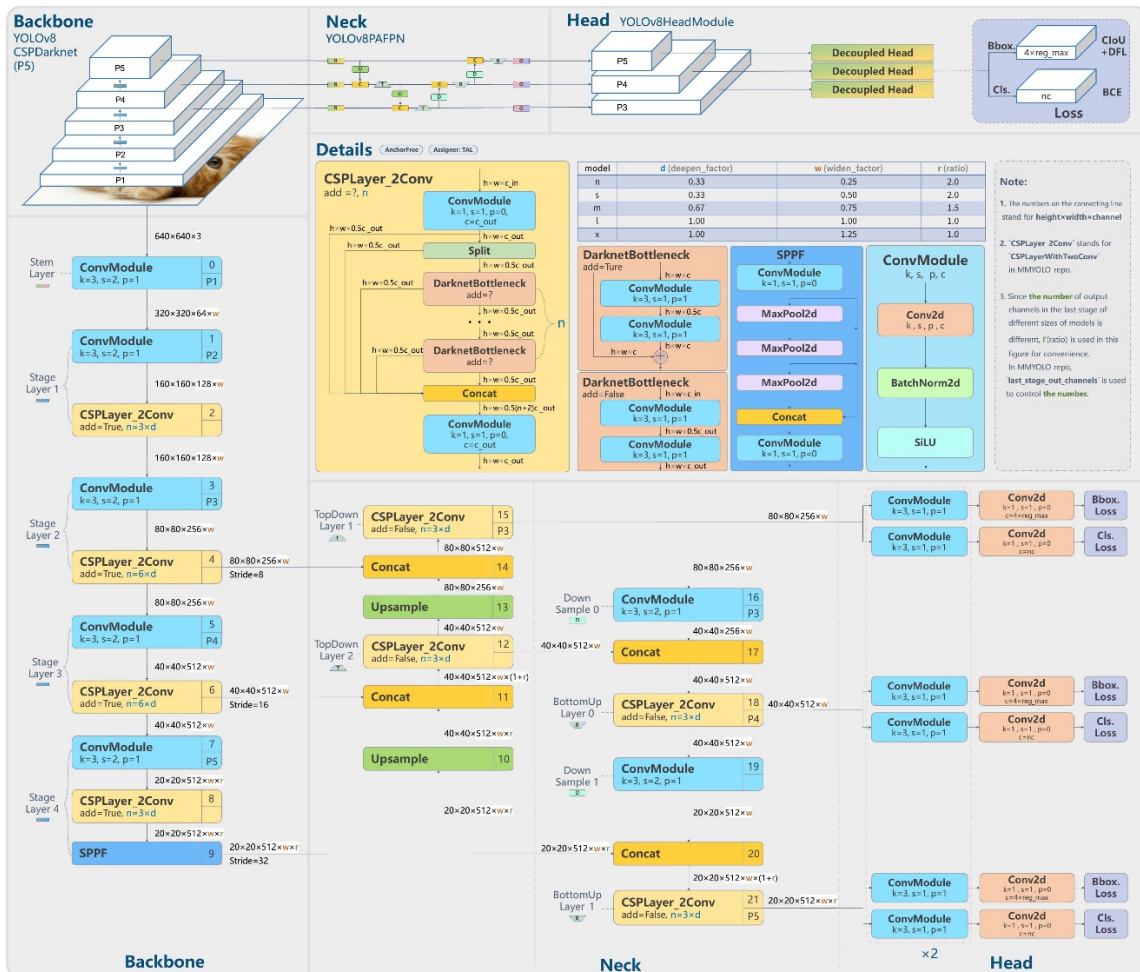 Backbone
YOLOv8
CSPDarknet
(P5)
P5
P4
P3
P2
P1
Neck
YOLOv8PAFPN
Head YOLOv8HeadModule
P5
P4
P3
Decoupled Head
Decoupled Head
Decoupled Head
Bbox.
4×reg_max
CIoU
+DFL
Cls.
nc
BCE
Loss
Details
AnchorFree
Assigner: TAL
CSPLayer_2Conv
add =?, n
h×w×c_in
ConvModule
k=1, s=1, p=0,
c=c_out
h×w×0.5c_out
h×w×c_out
Split
h×w×0.5c_out
h×w×0.5c_out
DarknetBottleneck
add=?
h×w×0.5c_out
• • •
h×w×0.5c_out
DarknetBottleneck
add=?
n
h×w×0.5c_out
Concat
h×w×0.5(n+2)c_out
ConvModule
k=1, s=1, p=0,
c=c_out
h×w×c_out
model d (deepen_factor) w (widen_factor) r (ratio)
n 0.33 0.25 2.0
s 0.33 0.50 2.0
m 0.67 0.75 1.5
l 1.00 1.00 1.0
x 1.00 1.25 1.0
DarknetBottleneck
add=Ture
h×w×c
ConvModule
k=3, s=1, p=1
h×w×0.5c
ConvModule
k=3, s=1, p=1
h×w×c
h×w×c
DarknetBottleneck
add=False
h×w×c_in
ConvModule
k=3, s=1, p=1
h×w×0.5c_out
ConvModule
k=3, s=1, p=1
h×w×c_out
SPPF
ConvModule
k=1, s=1, p=0
MaxPool2d
MaxPool2d
MaxPool2d
Concat
ConvModule
k=1, s=1, p=0
ConvModule
k, s, p, c
Conv2d
k, s, p, c
BatchNorm2d
SiLU
Note:
1. The numbers on the connecting line
stand for height×width×channel
2. `CSPLayer_2Conv` stands for
`CSPLayerWithTwoConv`
in MMYOLO repo.
3. Since the number of output
channels in the last stage of
different sizes of models is
different, r(ratio) is used in this
figure for convenience.
In MMYOLO repo,
`last_stage_out_channels` is used
to control the number.
640×640×3
Stem
Layer
ConvModule 0
k=3, s=2, p=1 P1
320×320×64×w
ConvModule 1
k=3, s=2, p=1 P2
Stage
Layer 1
160×160×128×w
CSPLayer_2Conv 2
add=True, n=3×d
160×160×128×w
ConvModule 3
k=3, s=2, p=1 P3
Stage
Layer 2
80×80×256×w
CSPLayer_2Conv 4
add=True, n=6×d
80×80×256×w
Stride=8
80×80×256×w
ConvModule 5
k=3, s=2, p=1 P4
Stage
Layer 3
40×40×512×w
CSPLayer_2Conv 6
add=True, n=6×d
40×40×512×w
Stride=16
40×40×512×w
ConvModule 7
k=3, s=2, p=1 P5
20×20×512×w×r
Stage
Layer 4
CSPLayer_2Conv 8
add=True, n=3×d
20×20×512×w×r
SPPF 9
20×20×512×w×r
Stride=32
Backbone
TopDown
Layer 1
T
CSPLayer_2Conv 15
add=False, n=3×d P3
80×80×512×w
Concat 14
80×80×512×w
Upsample 13
40×40×512×w
TopDown
Layer 2
T
CSPLayer_2Conv 12
add=False, n=3×d
40×40×512×w×(1+r)
Concat 11
40×40×512×w×r
Upsample 10
20×20×512×w×r
80×80×256×w
80×80×256×w
Down
Sample 0
D
ConvModule 16
k=3, s=2, p=1 P3
40×40×256×w
40×40×512×w
Concat 17
40×40×512×w
BottomUp
Layer 0
B
CSPLayer_2Conv 18
add=False, n=3×d P4
40×40×512×w
40×40×512×w
Down
Sample 1
D
ConvModule 19
k=3, s=2, p=1
20×20×512×w
20×20×512×w×r
Concat 20
20×20×512×w×(1+r)
BottomUp
Layer 1
B
CSPLayer_2Conv 21
add=False, n=3×d P5
20×20×512×w×r
Neck
ConvModule
k=3, s=1, p=1
Conv2d
k=1, s=1, p=0
c=4×reg_max
Bbox.
Loss
ConvModule
k=3, s=1, p=1
Conv2d
k=1, s=1, p=0
c=nc
Cls.
Loss
ConvModule
k=3, s=1, p=1
Conv2d
k=1, s=1, p=0
c=4×reg_max
Bbox.
Loss
ConvModule
k=3, s=1, p=1
Conv2d
k=1, s=1, p=0
c=nc
Cls.
Loss
ConvModule
k=3, s=1, p=1
Conv2d
k=1, s=1, p=0
c=4×reg_max
Bbox.
Loss
ConvModule
k=3, s=1, p=1
Conv2d
k=1, s=1, p=0
c=nc
Cls.
Loss
×2
Head